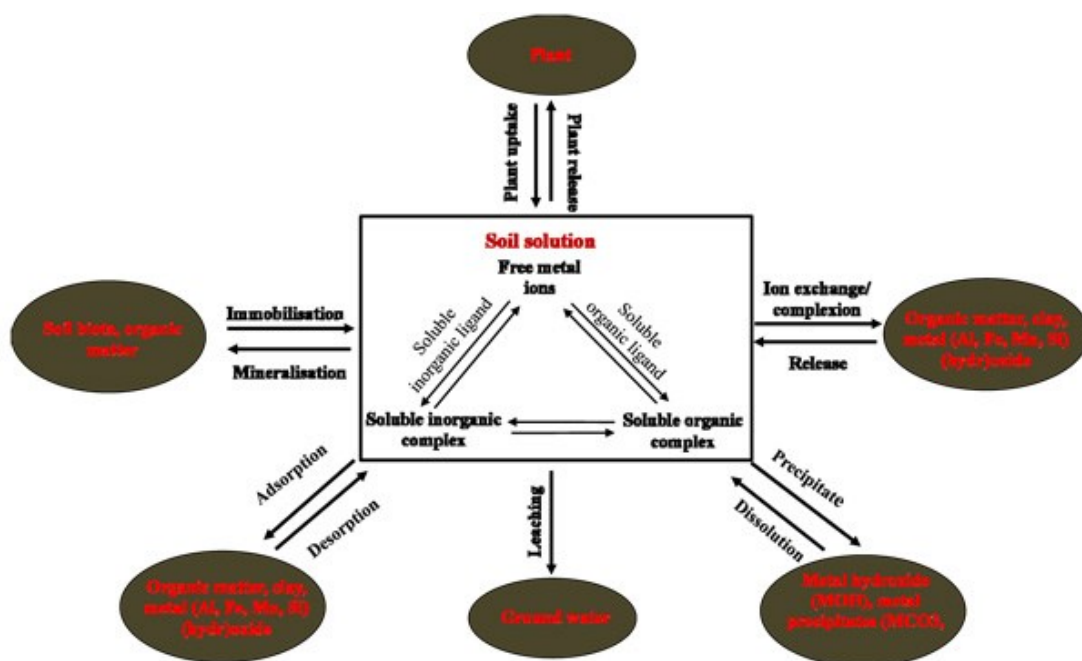 Plant
Plant uptake
Plant release
Soil solution
Free metal
ions
Soluble
inorganic ligand
Soluble
organic ligand
Soluble inorganic
complex
Soluble organic
complex
Immobilisation
Mineralisation
Soil biota, organic
matter
Ion exchange/
complexion
Release
Organic matter, clay,
metal (Al, Fe, Mn, Si)
(hydr)oxide
Adsorption
Desorption
Leaching
Precipitate
Dissolution
Organic matter, clay,
metal (Al, Fe, Mn, Si)
(hydr)oxide
Ground water
Metal hydroxide
(MOH), metal
precipitates (MCO3,